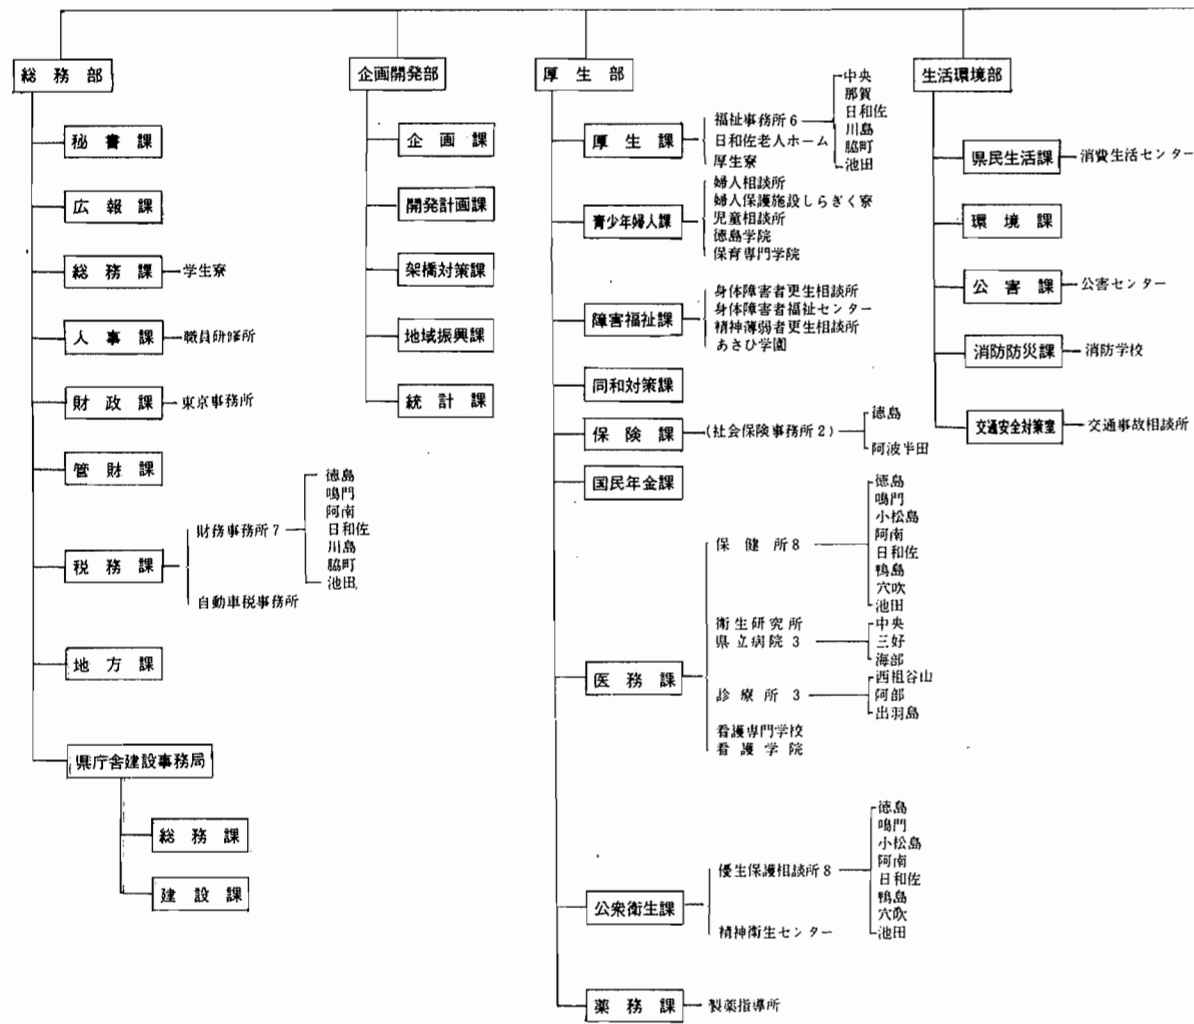 総務部
秘書課
広報課
総務課 学生寮
人事課 職員研修所
財政課 東京事務所
管財課
税務課
財務事務所7
徳島
鳴門
阿南
日和佐
川島
脇町
池田
自動車税事務所
地方課
県庁舎建設事務局
総務課
建設課
企画開発部
企画課
開発計画課
架橋対策課
地域振興課
統計課
厚生部
厚生課
福祉事務所6
中央
那賀
日和佐
川島
脇町
池田
日和佐老人ホーム
厚生寮
青少年婦人課
婦人相談所
婦人保護施設しらぎく寮
児童相談所
徳島学院
保育専門学院
障害福祉課
身体障害者更生相談所
身体障害者福祉センター
精神薄弱者更生相談所
あさひ学園
同和対策課
保険課
(社会保険事務所2)
徳島
阿波半田
国民年金課
医務課
保健所8
徳島
鳴門
小松島
阿南
日和佐
鴨島
穴吹
池田
衛生研究所
県立病院3
中央
三好
海部
診療所3
西祖谷山
阿部
出羽島
看護専門学校
看護学院
公衆衛生課
優生保護相談所8
徳島
鳴門
小松島
阿南
日和佐
鴨島
穴吹
池田
精神衛生センター
薬務課 製薬指導所
生活環境部
県民生活課 消費生活センター
環境課
公害課 公害センター
消防防災課 消防学校
交通安全対策室 交通事故相談所